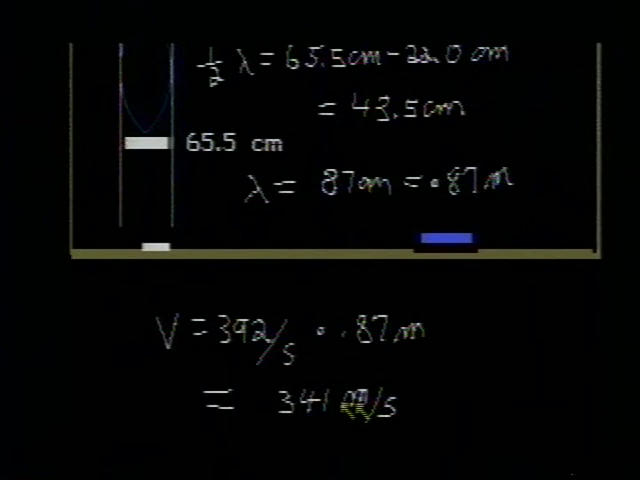 ½ λ = 65.5cm - 22.0 cm
= 43.5cm
65.5 cm
λ = 87cm = .87m
V = 392/s · .87m
= 341 m/s